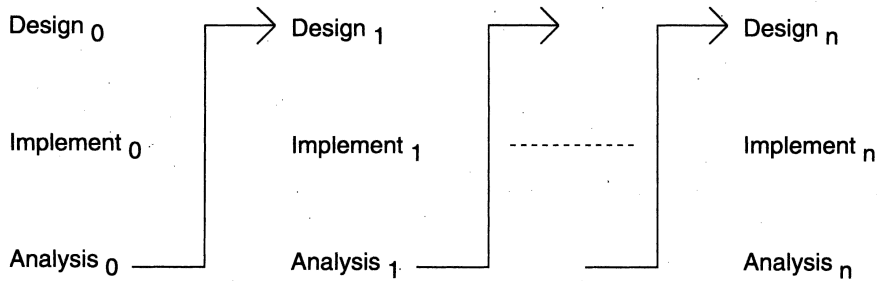 Design 0 Design 1 Design n
Implement 0 Implement 1 Implement n
Analysis 0 Analysis 1 Analysis n